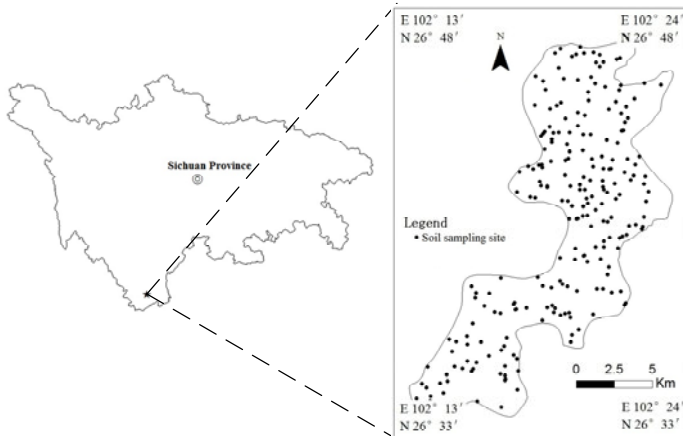 E 102° 13′
N 26° 48′
E 102° 24′
N 26° 48′
N
Sichuan Province
Legend
Soil sampling site
0 2.5 5
Km
E 102° 13′
N 26° 33′
E 102° 24′
N 26° 33′